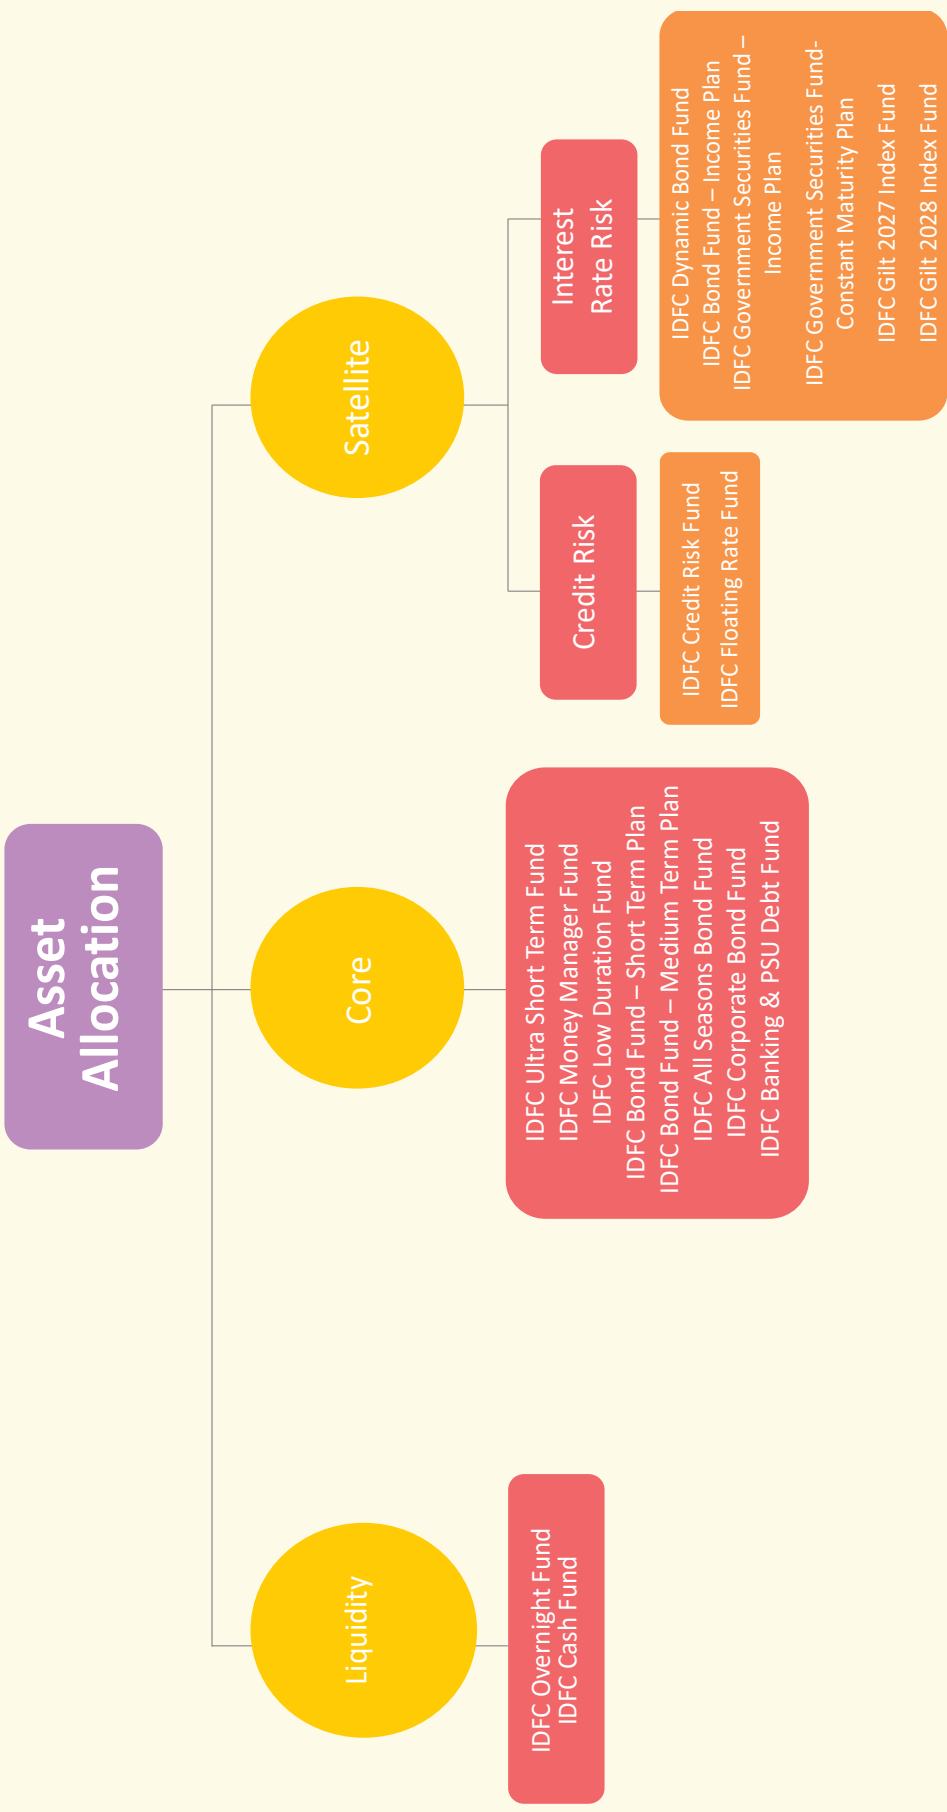 Asset
Allocation
Liquidity
IDFC Overnight Fund
IDFC Cash Fund
Core
IDFC Ultra Short Term Fund
IDFC Money Manager Fund
IDFC Low Duration Fund
IDFC Bond Fund – Short Term Plan
IDFC Bond Fund – Medium Term Plan
IDFC All Seasons Bond Fund
IDFC Corporate Bond Fund
IDFC Banking & PSU Debt Fund
Satellite
Credit Risk
IDFC Credit Risk Fund
IDFC Floating Rate Fund
Interest
Rate Risk
IDFC Dynamic Bond Fund
IDFC Bond Fund – Income Plan
IDFC Government Securities Fund –
Income Plan
IDFC Government Securities Fund-
Constant Maturity Plan
IDFC Gilt 2027 Index Fund
IDFC Gilt 2028 Index Fund